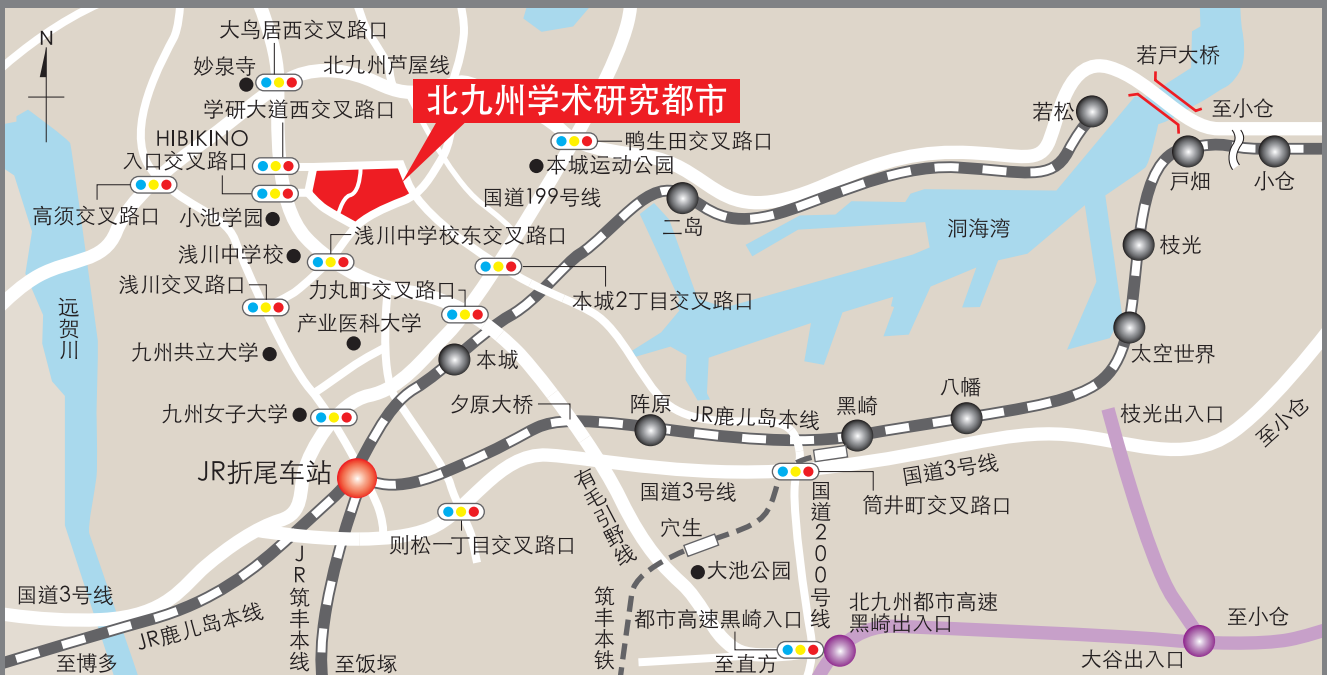 N
大鸟居西交叉路口
妙泉寺
北九州芦屋线
学研大道西交叉路口
北九州学术研究都市
若戸大桥
若松
至小仓
HIBIKINO
入口交叉路口
鸭生田交叉路口
本城运动公园
国道199号线
戸畑
小仓
高须交叉路口
小池学园
浅川中学校东交叉路口
二岛
洞海湾
浅川中学校
枝光
浅川交叉路口
力丸町交叉路口
本城2丁目交叉路口
远贺川
产业医科大学
九州共立大学
本城
太空世界
九州女子大学
夕原大桥
阵原
JR鹿儿岛本线
黑崎
八幡
枝光出入口
至小仓
JR折尾车站
国道3号线
国道3号线
筒井町交叉路口
有毛引野线
国道200号线
穴生
则松一丁目交叉路口
大池公园
国道3号线
JR鹿儿岛本线
JR筑丰本线
筑丰本铁
都市高速黒崎入口
北九州都市高速
黑崎出入口
至小仓
至博多
至饭塚
至直方
大谷出入口